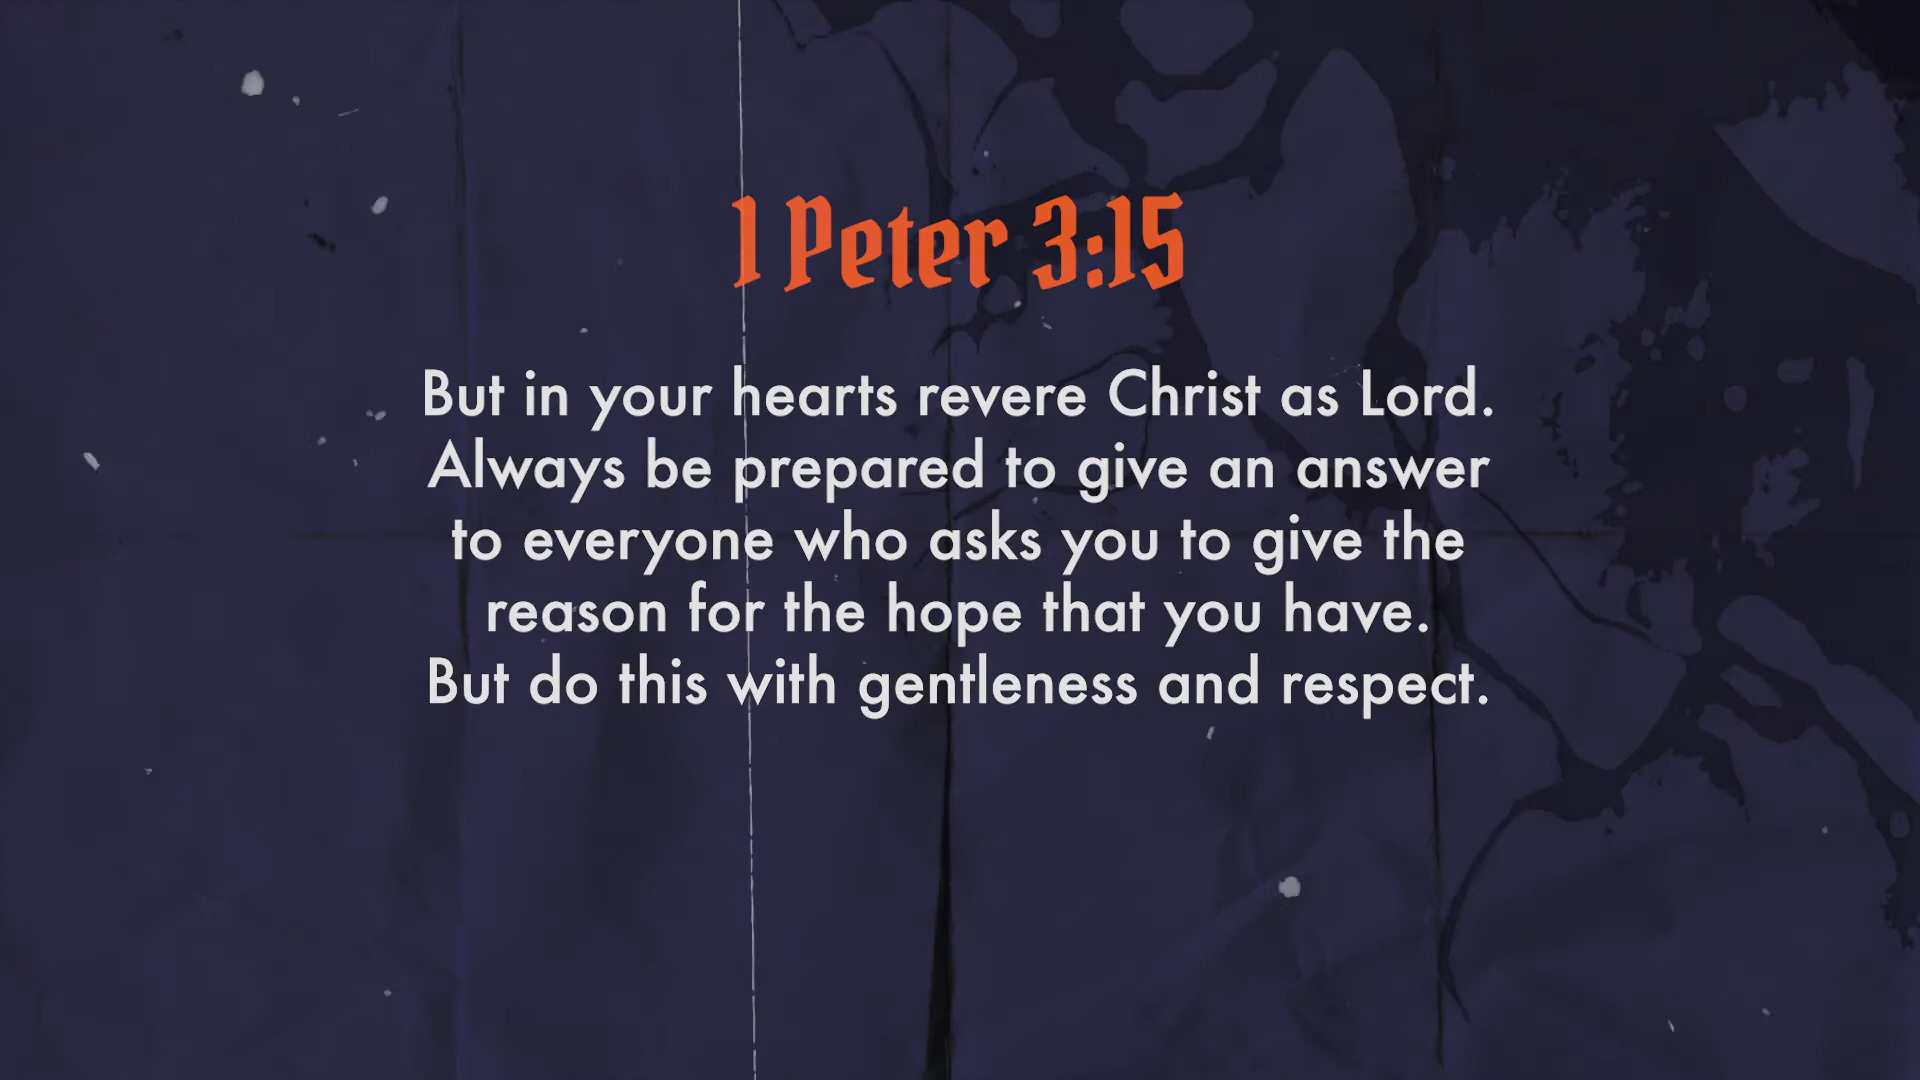 1 Peter 3:15
But in your hearts revere Christ as Lord.
Always be prepared to give an answer
to everyone who asks you to give the
reason for the hope that you have.
But do this with gentleness and respect.